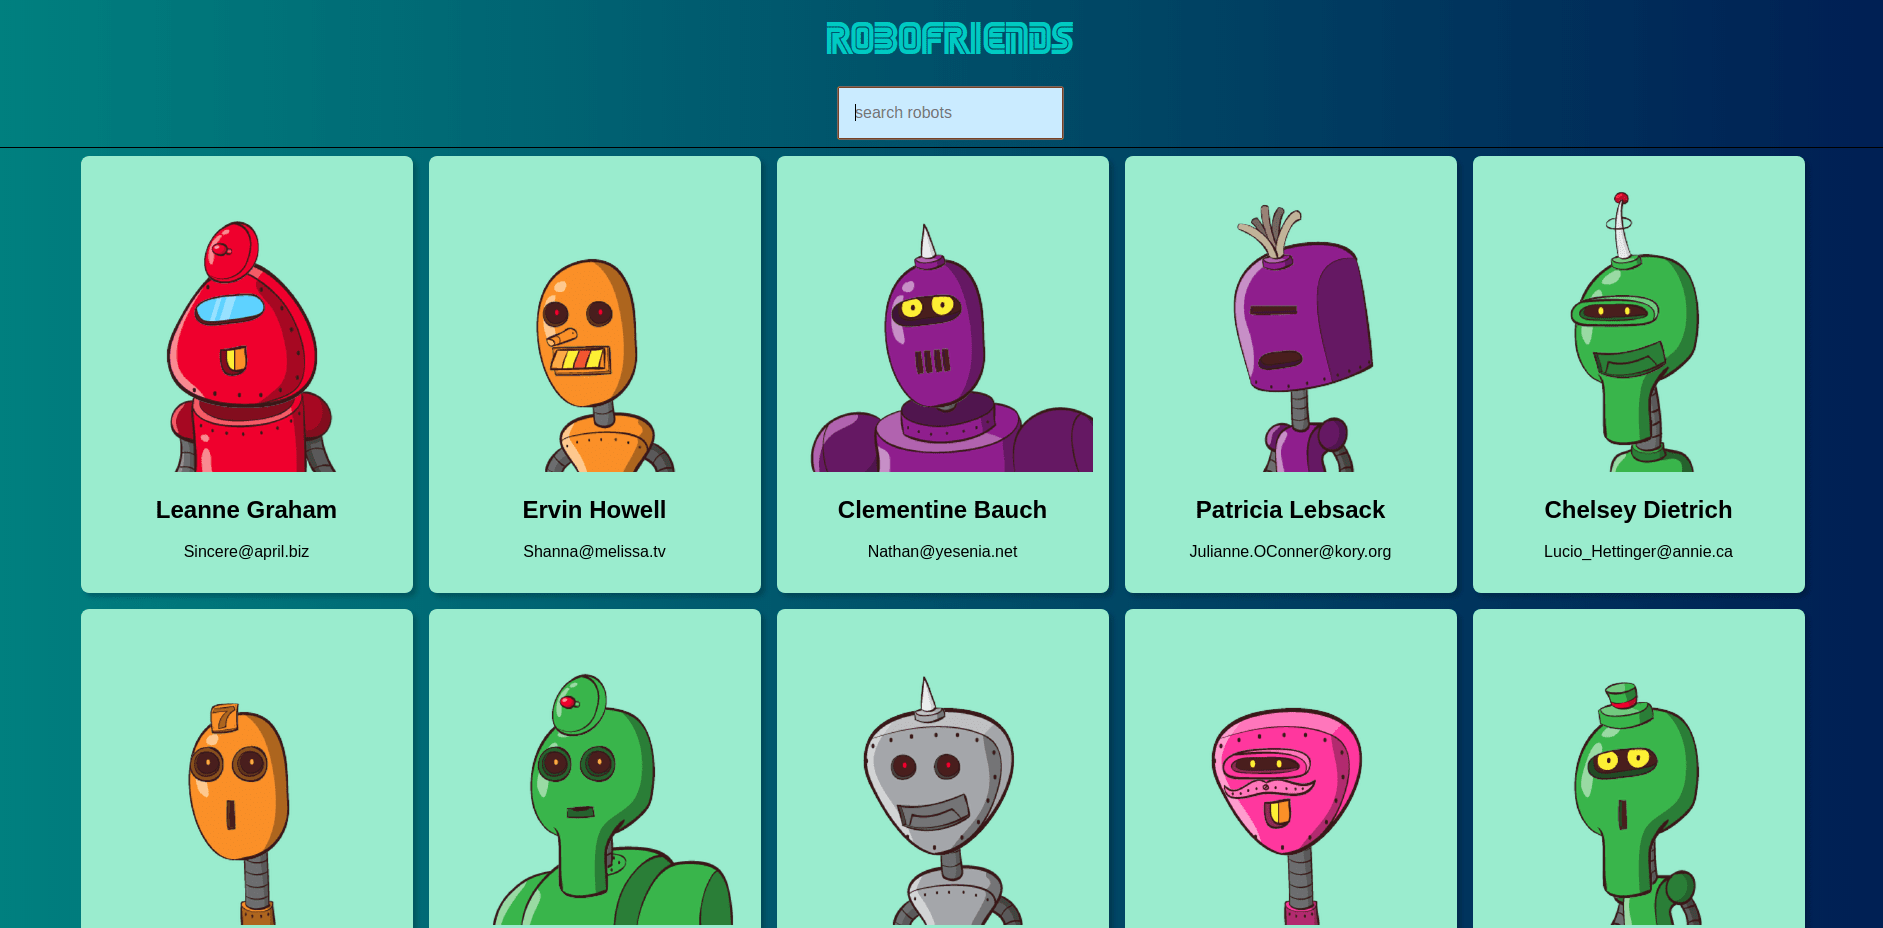 ROBOFRIENDS
search robots
Leanne Graham
Sincere@april.biz
Ervin Howell
Shanna@melissa.tv
Clementine Bauch
Nathan@yesenia.net
Patricia Lebsack
Julianne.OConner@kory.org
Chelsey Dietrich
Lucio_Hettinger@annie.ca
7